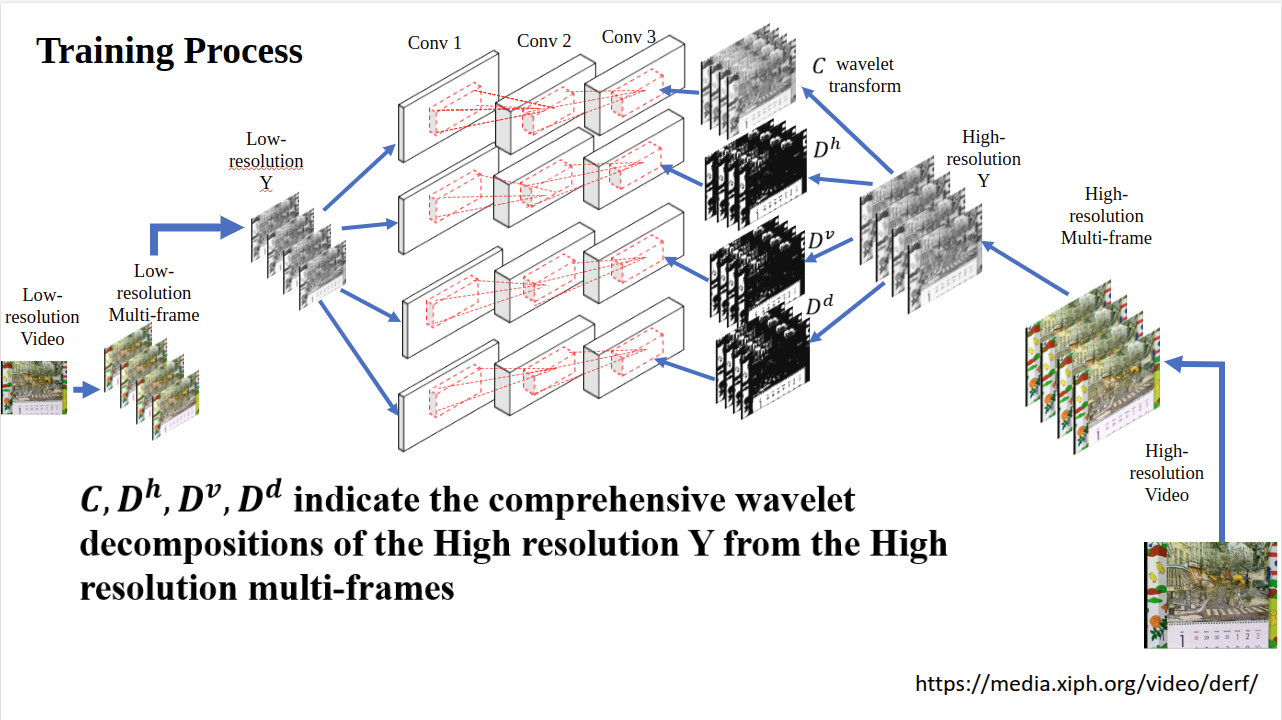 Training Process
Conv 1
Conv 2
Conv 3
C wavelet
transform
Low-
resolution
Y
D^h
High-
resolution
Y
High-
resolution
Multi-frame
D^v
Low-
resolution
Multi-frame
Low-
resolution
Video
D^d
High-
resolution
Video
C, D^h, D^v, D^d indicate the comprehensive wavelet
decompositions of the High resolution Y from the High
resolution multi-frames
https://media.xiph.org/video/derf/